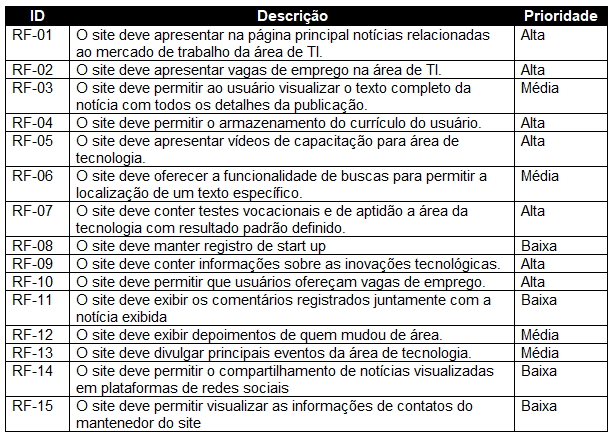 ID Descrição Prioridade
RF-01 O site deve apresentar na página principal notícias relacionadas Alta
ao mercado de trabalho da área de TI.
RF-02 O site deve apresentar vagas de emprego na área de TI. Alta
RF-03 O site deve permitir ao usuário visualizar o texto completo da Média
notícia com todos os detalhes da publicação.
RF-04 O site deve permitir o armazenamento do currículo do usuário. Alta
RF-05 O site deve apresentar vídeos de capacitação para área de Alta
tecnologia.
RF-06 O site deve oferecer a funcionalidade de buscas para permitir a Média
localização de um texto específico.
RF-07 O site deve conter testes vocacionais e de aptidão a área da Alta
tecnologia com resultado padrão definido.
RF-08 O site deve manter registro de start up Baixa
RF-09 O site deve conter informações sobre as inovações tecnológicas. Alta
RF-10 O site deve permitir que usuários ofereçam vagas de emprego. Alta
RF-11 O site deve exibir os comentários registrados juntamente com a Baixa
notícia exibida
RF-12 O site deve exibir depoimentos de quem mudou de área. Média
RF-13 O site deve divulgar principais eventos da área de tecnologia. Média
RF-14 O site deve permitir o compartilhamento de notícias visualizadas Baixa
em plataformas de redes sociais
RF-15 O site deve permitir visualizar as informações de contatos do Baixa
mantenedor do site